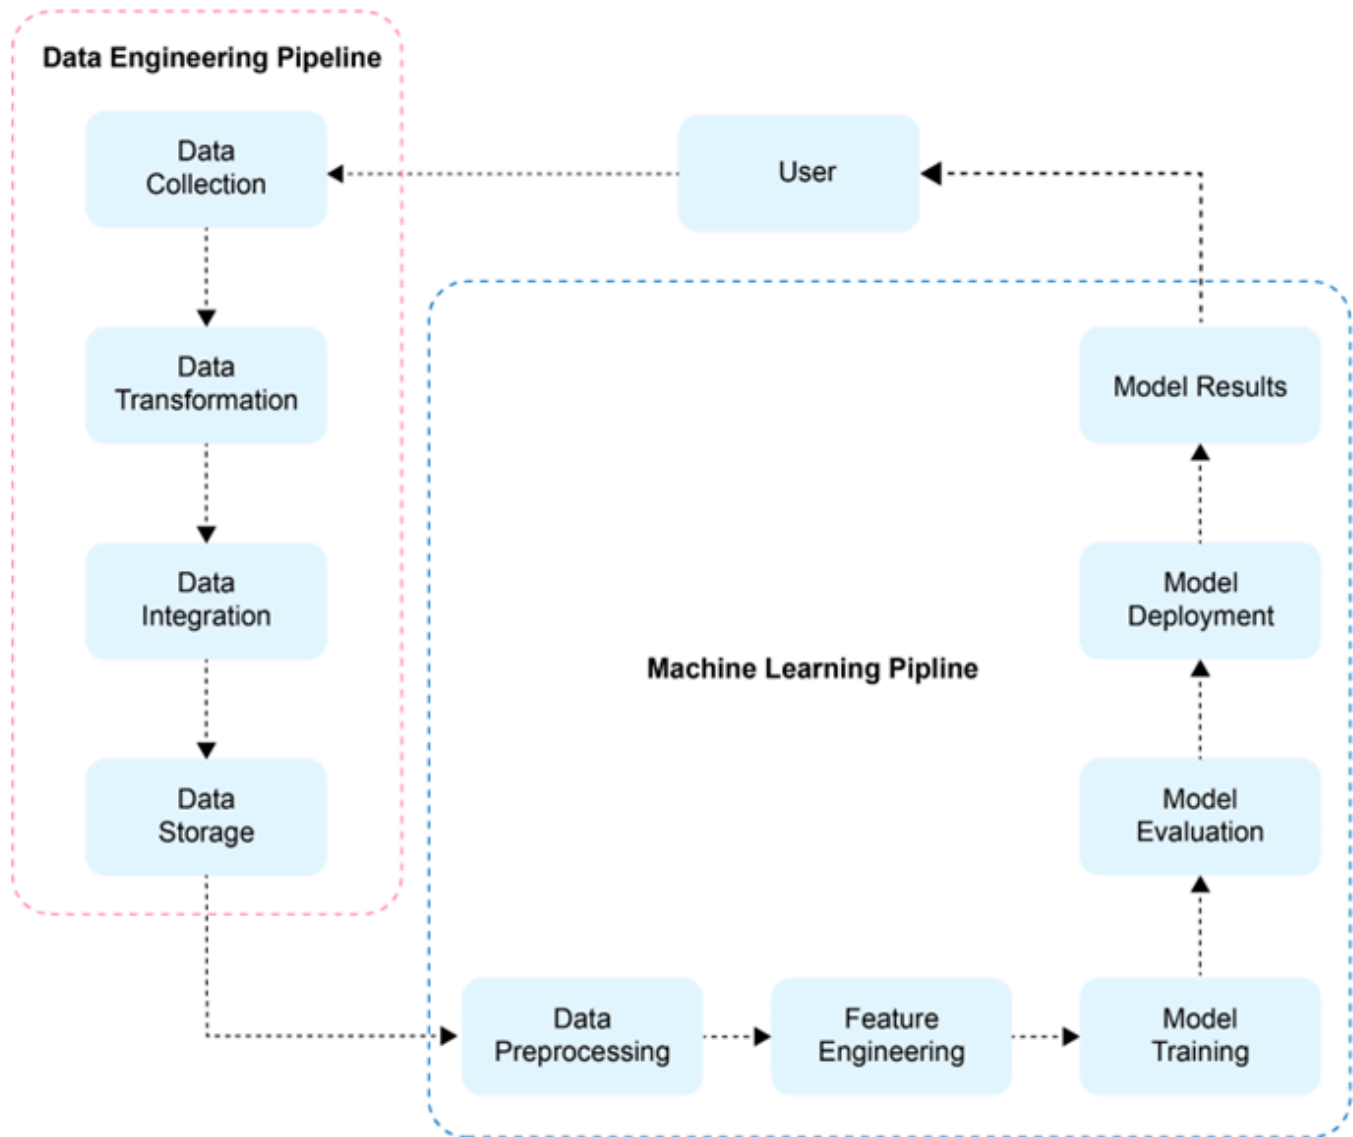 Data Engineering Pipeline
Data
Collection
User
Data
Transformation
Model Results
Data
Integration
Model
Deployment
Machine Learning Pipline
Data
Storage
Model
Evaluation
Data
Preprocessing
Feature
Engineering
Model
Training